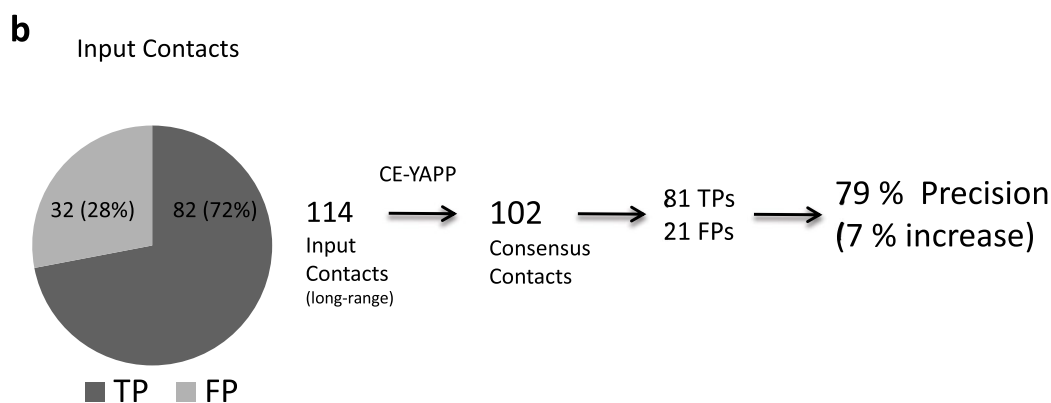 b
Input Contacts
32 (28%)
82 (72%)
TP
FP
114
Input
Contacts
(long-range)
CE-YAPP
102
Consensus
Contacts
81 TPs
21 FPs
79 % Precision
(7 % increase)